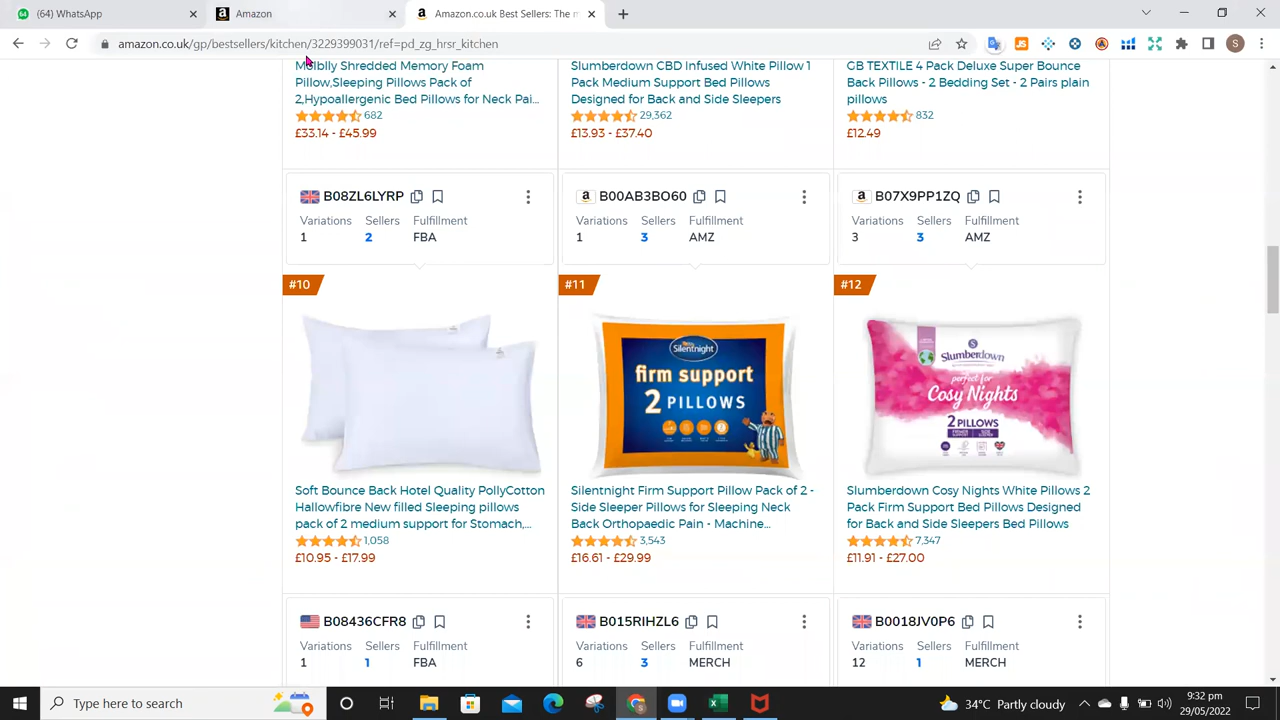 64
(64) WhatsApp
Amazon
Amazon.co.uk Best Sellers: The m
amazon.co.uk/gp/bestsellers/kitchen/3229399031/ref=pd_zg_hrsr_kitchen
JS
S
Molblly Shredded Memory Foam
Pillow,Sleeping Pillows Pack of
2,Hypoallergenic Bed Pillows for Neck Pai...
682
£33.14 - £45.99
Slumberdown CBD Infused White Pillow 1
Pack Medium Support Bed Pillows
Designed for Back and Side Sleepers
29,362
£13.93 - £37.40
GB TEXTILE 4 Pack Deluxe Super Bounce
Back Pillows - 2 Bedding Set - 2 Pairs plain
pillows
832
£12.49
B08ZL6LYRP
Variations Sellers Fulfillment
1 2 FBA
B00AB3BO60
Variations Sellers Fulfillment
1 3 AMZ
B07X9PP1ZQ
Variations Sellers Fulfillment
3 3 AMZ
#10
Soft Bounce Back Hotel Quality PollyCotton
Hallowfibre New filled Sleeping pillows
pack of 2 medium support for Stomach,...
1,058
£10.95 - £17.99
#11
Silentnight
firm support
2 PILLOWS
Silentnight Firm Support Pillow Pack of 2 -
Side Sleeper Pillows for Sleeping Neck
Back Orthopaedic Pain - Machine...
3,543
£16.61 - £29.99
#12
Slumberdown
perfect for
Cosy Nights
2 PILLOWS
Slumberdown Cosy Nights White Pillows 2
Pack Firm Support Bed Pillows Designed
for Back and Side Sleepers Bed Pillows
7,347
£11.91 - £27.00
B08436CFR8
Variations Sellers Fulfillment
1 1 FBA
B015RIHZL6
Variations Sellers Fulfillment
6 3 MERCH
B0018JV0P6
Variations Sellers Fulfillment
12 1 MERCH
Type here to search
34°C Partly cloudy
9:32 pm
29/05/2022